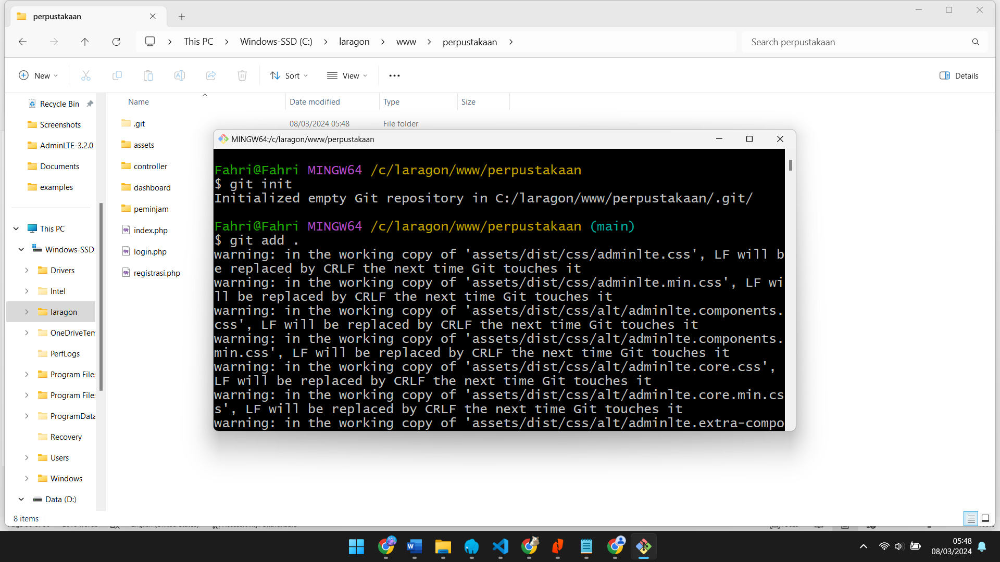 perpustakaan
This PC
Windows-SSD (C:)
laragon
www
perpustakaan
Search perpustakaan
New
Sort
View
Details
Recycle Bin
Screenshots
AdminLTE-3.2.0
Documents
examples
This PC
Windows-SSD
Drivers
Intel
laragon
OneDriveTem
PerfLogs
Program Files
Program Files
ProgramData
Recovery
Users
Windows
Data (D:)
Name
Date modified
Type
Size
.git
08/03/2024 05:48
File folder
assets
controller
dashboard
peminjam
index.php
login.php
registrasi.php
MINGW64:/c/laragon/www/perpustakaan
Fahri@Fahri MINGW64 /c/laragon/www/perpustakaan
$ git init
Initialized empty Git repository in C:/laragon/www/perpustakaan/.git/
Fahri@Fahri MINGW64 /c/laragon/www/perpustakaan (main)
$ git add .
warning: in the working copy of 'assets/dist/css/adminlte.css', LF will b
e replaced by CRLF the next time Git touches it
warning: in the working copy of 'assets/dist/css/adminlte.min.css', LF wi
ll be replaced by CRLF the next time Git touches it
warning: in the working copy of 'assets/dist/css/alt/adminlte.components.
css', LF will be replaced by CRLF the next time Git touches it
warning: in the working copy of 'assets/dist/css/alt/adminlte.components.
min.css', LF will be replaced by CRLF the next time Git touches it
warning: in the working copy of 'assets/dist/css/alt/adminlte.core.css',
LF will be replaced by CRLF the next time Git touches it
warning: in the working copy of 'assets/dist/css/alt/adminlte.core.min.cs
s', LF will be replaced by CRLF the next time Git touches it
warning: in the working copy of 'assets/dist/css/alt/adminlte.extra-compo
8 items
05:48
08/03/2024